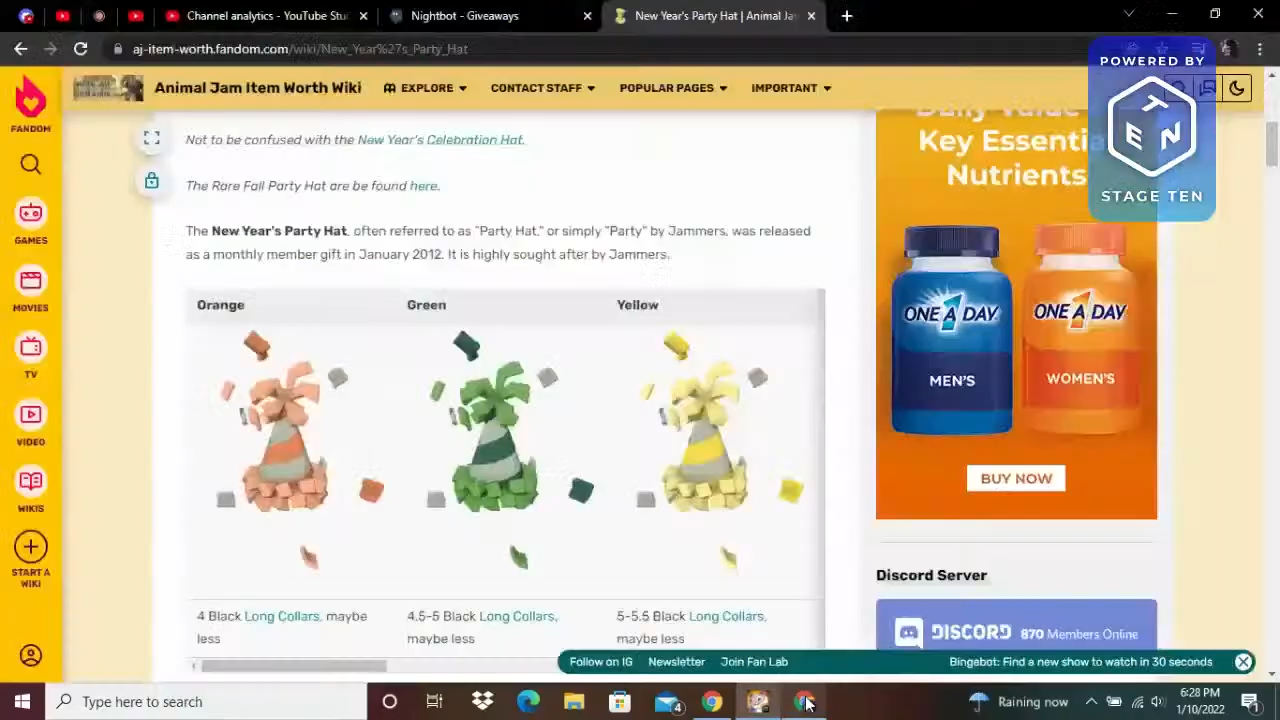 Channel analytics - YouTube Stu
Nightbot - Giveaways
New Year's Party Hat | Animal Ja
aj-item-worth.fandom.com/wiki/New_Year%27s_Party_Hat
POWERED BY
TEN
STAGE TEN
FANDOM
GAMES
MOVIES
TV
VIDEO
WIKIS
START A
WIKI
Animal Jam Item Worth Wiki
EXPLORE
CONTACT STAFF
POPULAR PAGES
IMPORTANT
Not to be confused with the New Year's Celebration Hat.
The Rare Fall Party Hat are be found here.
The New Year's Party Hat, often referred to as "Party Hat," or simply "Party" by Jammers, was released
as a monthly member gift in January 2012. It is highly sought after by Jammers.
Orange Green Yellow
4 Black Long Collars, maybe
less
4.5-5 Black Long Collars,
maybe less
5-5.5 Black Long Collars,
maybe less
Daily Value
Key Essentia
Nutrients
ONE A DAY
MEN'S
ONE A DAY
WOMEN'S
BUY NOW
Discord Server
DISCORD 870 Members Online
Follow on IG Newsletter Join Fan Lab Bingebot: Find a new show to watch in 30 seconds
Type here to search
4
Raining now
6:28 PM
1/10/2022
1